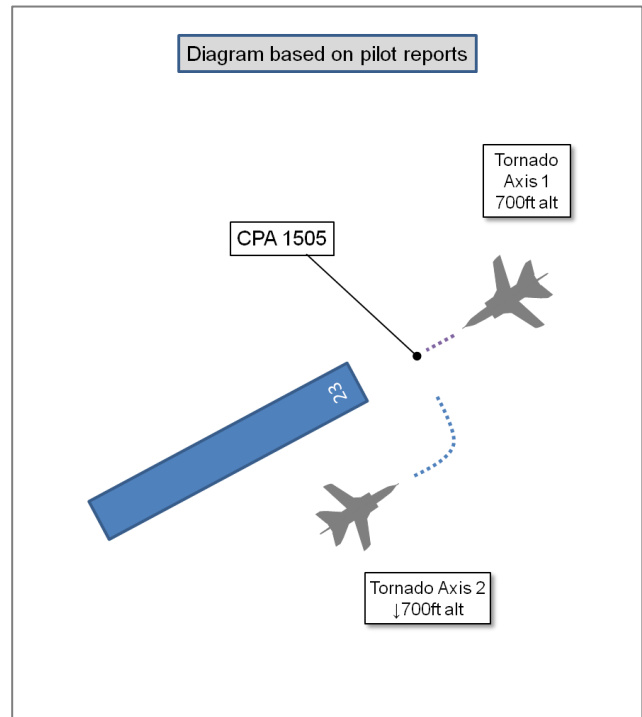 Diagram based on pilot reports
Tornado
Axis 1
700ft alt
CPA 1505
23
Tornado Axis 2
↓700ft alt